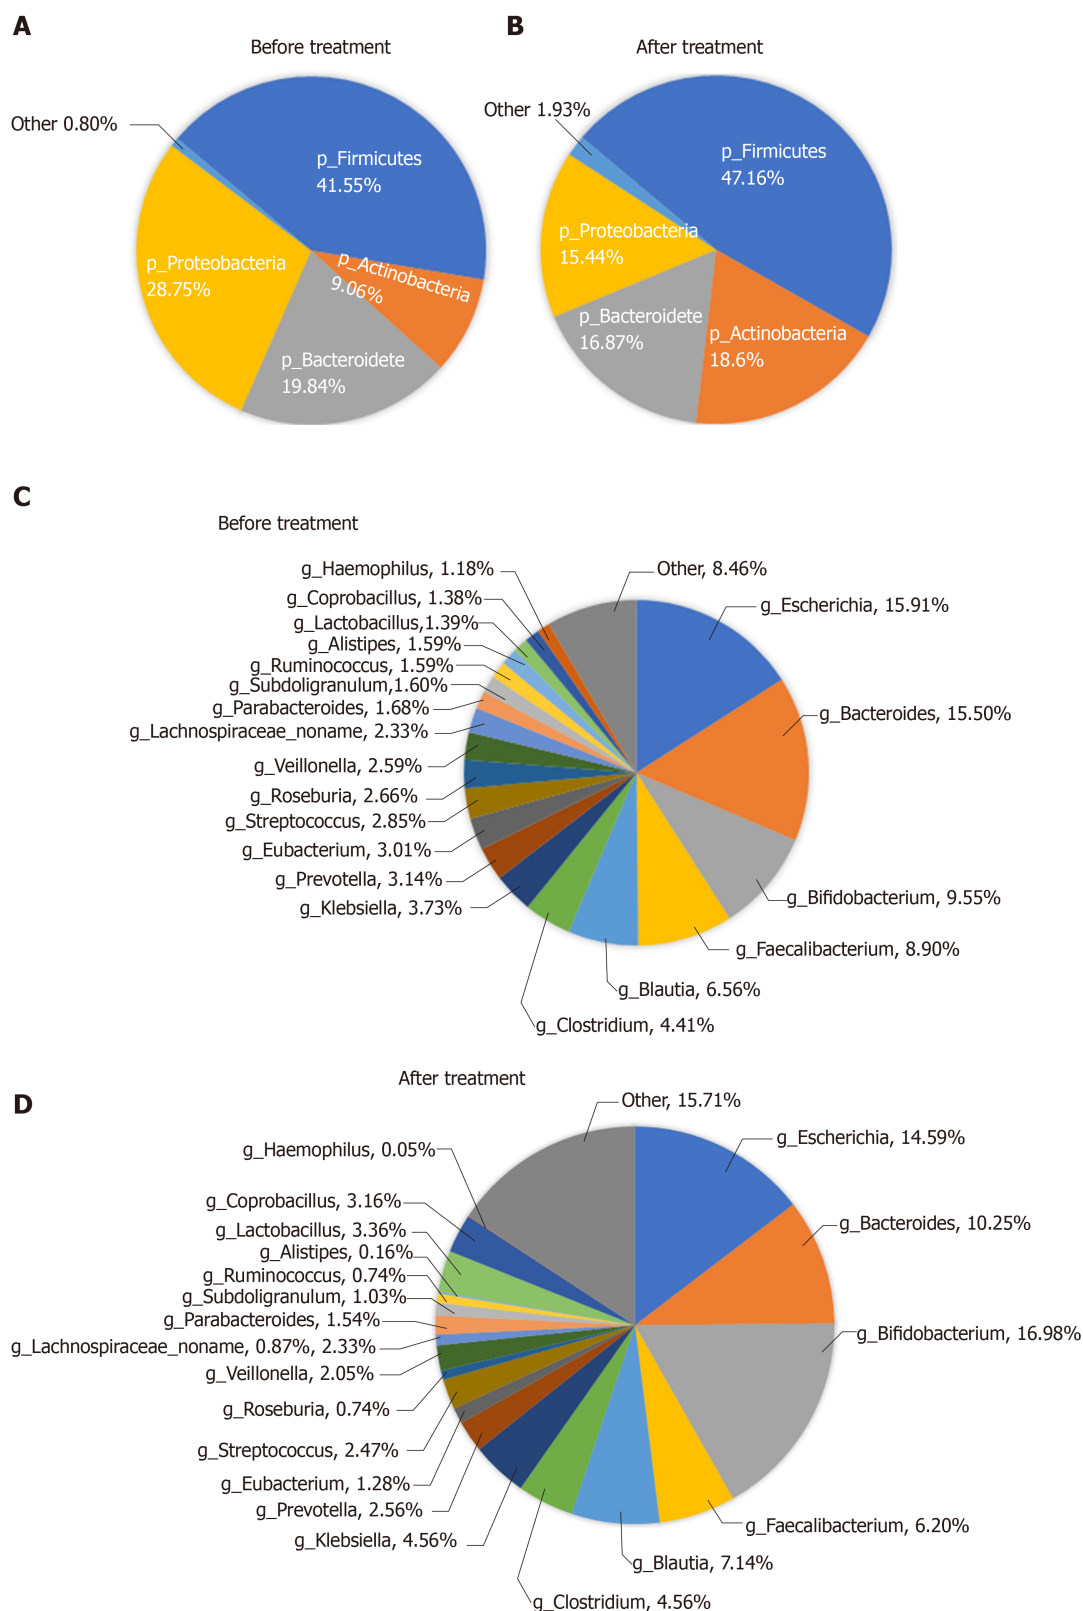 A
Before treatment
Other 0.80%
p_Firmicutes
41.55%
p_Actinobacteria
9.06%
p_Proteobacteria
28.75%
p_Bacteroidete
19.84%
B
After treatment
Other 1.93%
p_Firmicutes
47.16%
p_Proteobacteria
15.44%
p_Bacteroidete
16.87%
p_Actinobacteria
18.6%
C
Before treatment
g_Haemophilus, 1.18%
Other, 8.46%
g_Coprobacillus, 1.38%
g_Escherichia, 15.91%
g_Lactobacillus,1.39%
g_Alistipes, 1.59%
g_Ruminococcus, 1.59%
g_Subdoligranulum,1.60%
g_Parabacteroides, 1.68%
g_Bacteroides, 15.50%
g_Lachnospiraceae_noname, 2.33%
g_Veillonella, 2.59%
g_Roseburia, 2.66%
g_Streptococcus, 2.85%
g_Eubacterium, 3.01%
g_Prevotella, 3.14%
g_Bifidobacterium, 9.55%
g_Klebsiella, 3.73%
g_Faecalibacterium, 8.90%
g_Blautia, 6.56%
g_Clostridium, 4.41%
D
After treatment
Other, 15.71%
g_Escherichia, 14.59%
g_Haemophilus, 0.05%
g_Coprobacillus, 3.16%
g_Bacteroides, 10.25%
g_Lactobacillus, 3.36%
g_Alistipes, 0.16%
g_Ruminococcus, 0.74%
g_Subdoligranulum, 1.03%
g_Parabacteroides, 1.54%
g_Bifidobacterium, 16.98%
g_Lachnospiraceae_noname, 0.87%, 2.33%
g_Veillonella, 2.05%
g_Roseburia, 0.74%
g_Streptococcus, 2.47%
g_Eubacterium, 1.28%
g_Prevotella, 2.56%
g_Faecalibacterium, 6.20%
g_Klebsiella, 4.56%
g_Blautia, 7.14%
g_Clostridium, 4.56%